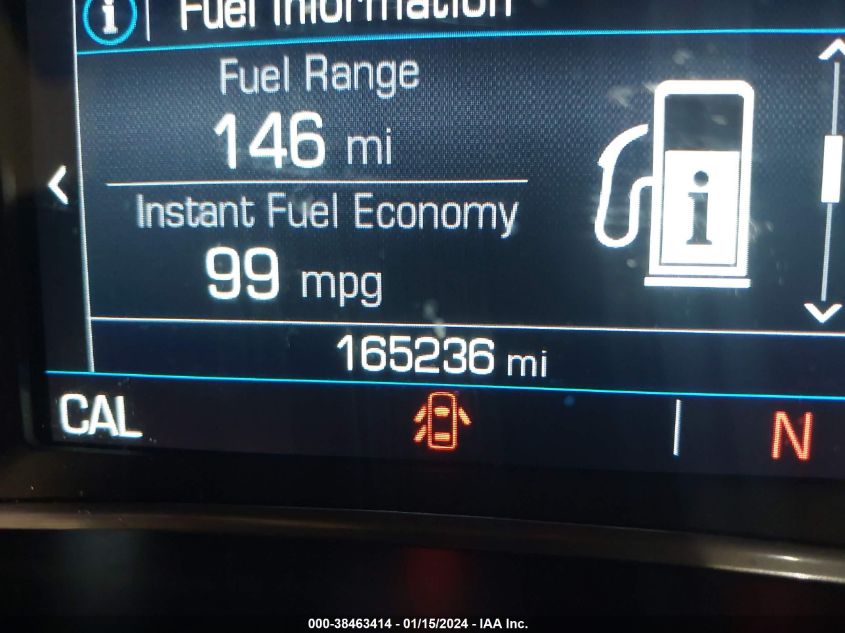 Fuel Information
Fuel Range
146 mi
Instant Fuel Economy
99 mpg
165236 mi
CAL
N
000-38463414 - 01/15/2024 - IAA Inc.